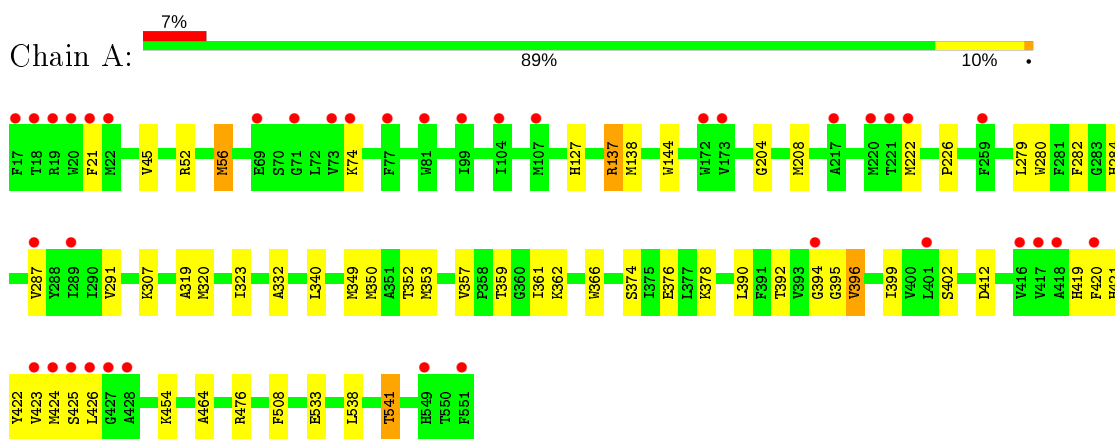 7%
Chain A:
89% 10% •
F17 T18 R19 W20 F21 M22 V45 R52 M56 E69 S70 G71 L72 V73 K74 F77 W81 I99 I104 M107 H127 R137 M138 W144 W172 V173 G204 M208 A217 M220 T221 M222 P226 F259 L279 W280 F281 F282 G283 H284
V287 Y288 I289 I290 V291 K307 A319 M320 I323 A332 L340 M349 M350 A351 T352 M353 V357 P358 T359 G360 I361 K362 W366 S374 I375 E376 L377 K378 L390 F391 T392 V393 G394 G395 V396 I399 V400 L401 S402 D412 V416 V417 A418 H419 F420 H421
Y422 V423 M424 S425 L426 G427 A428 K454 A464 R476 F508 E533 L538 T541 H549 T550 F551